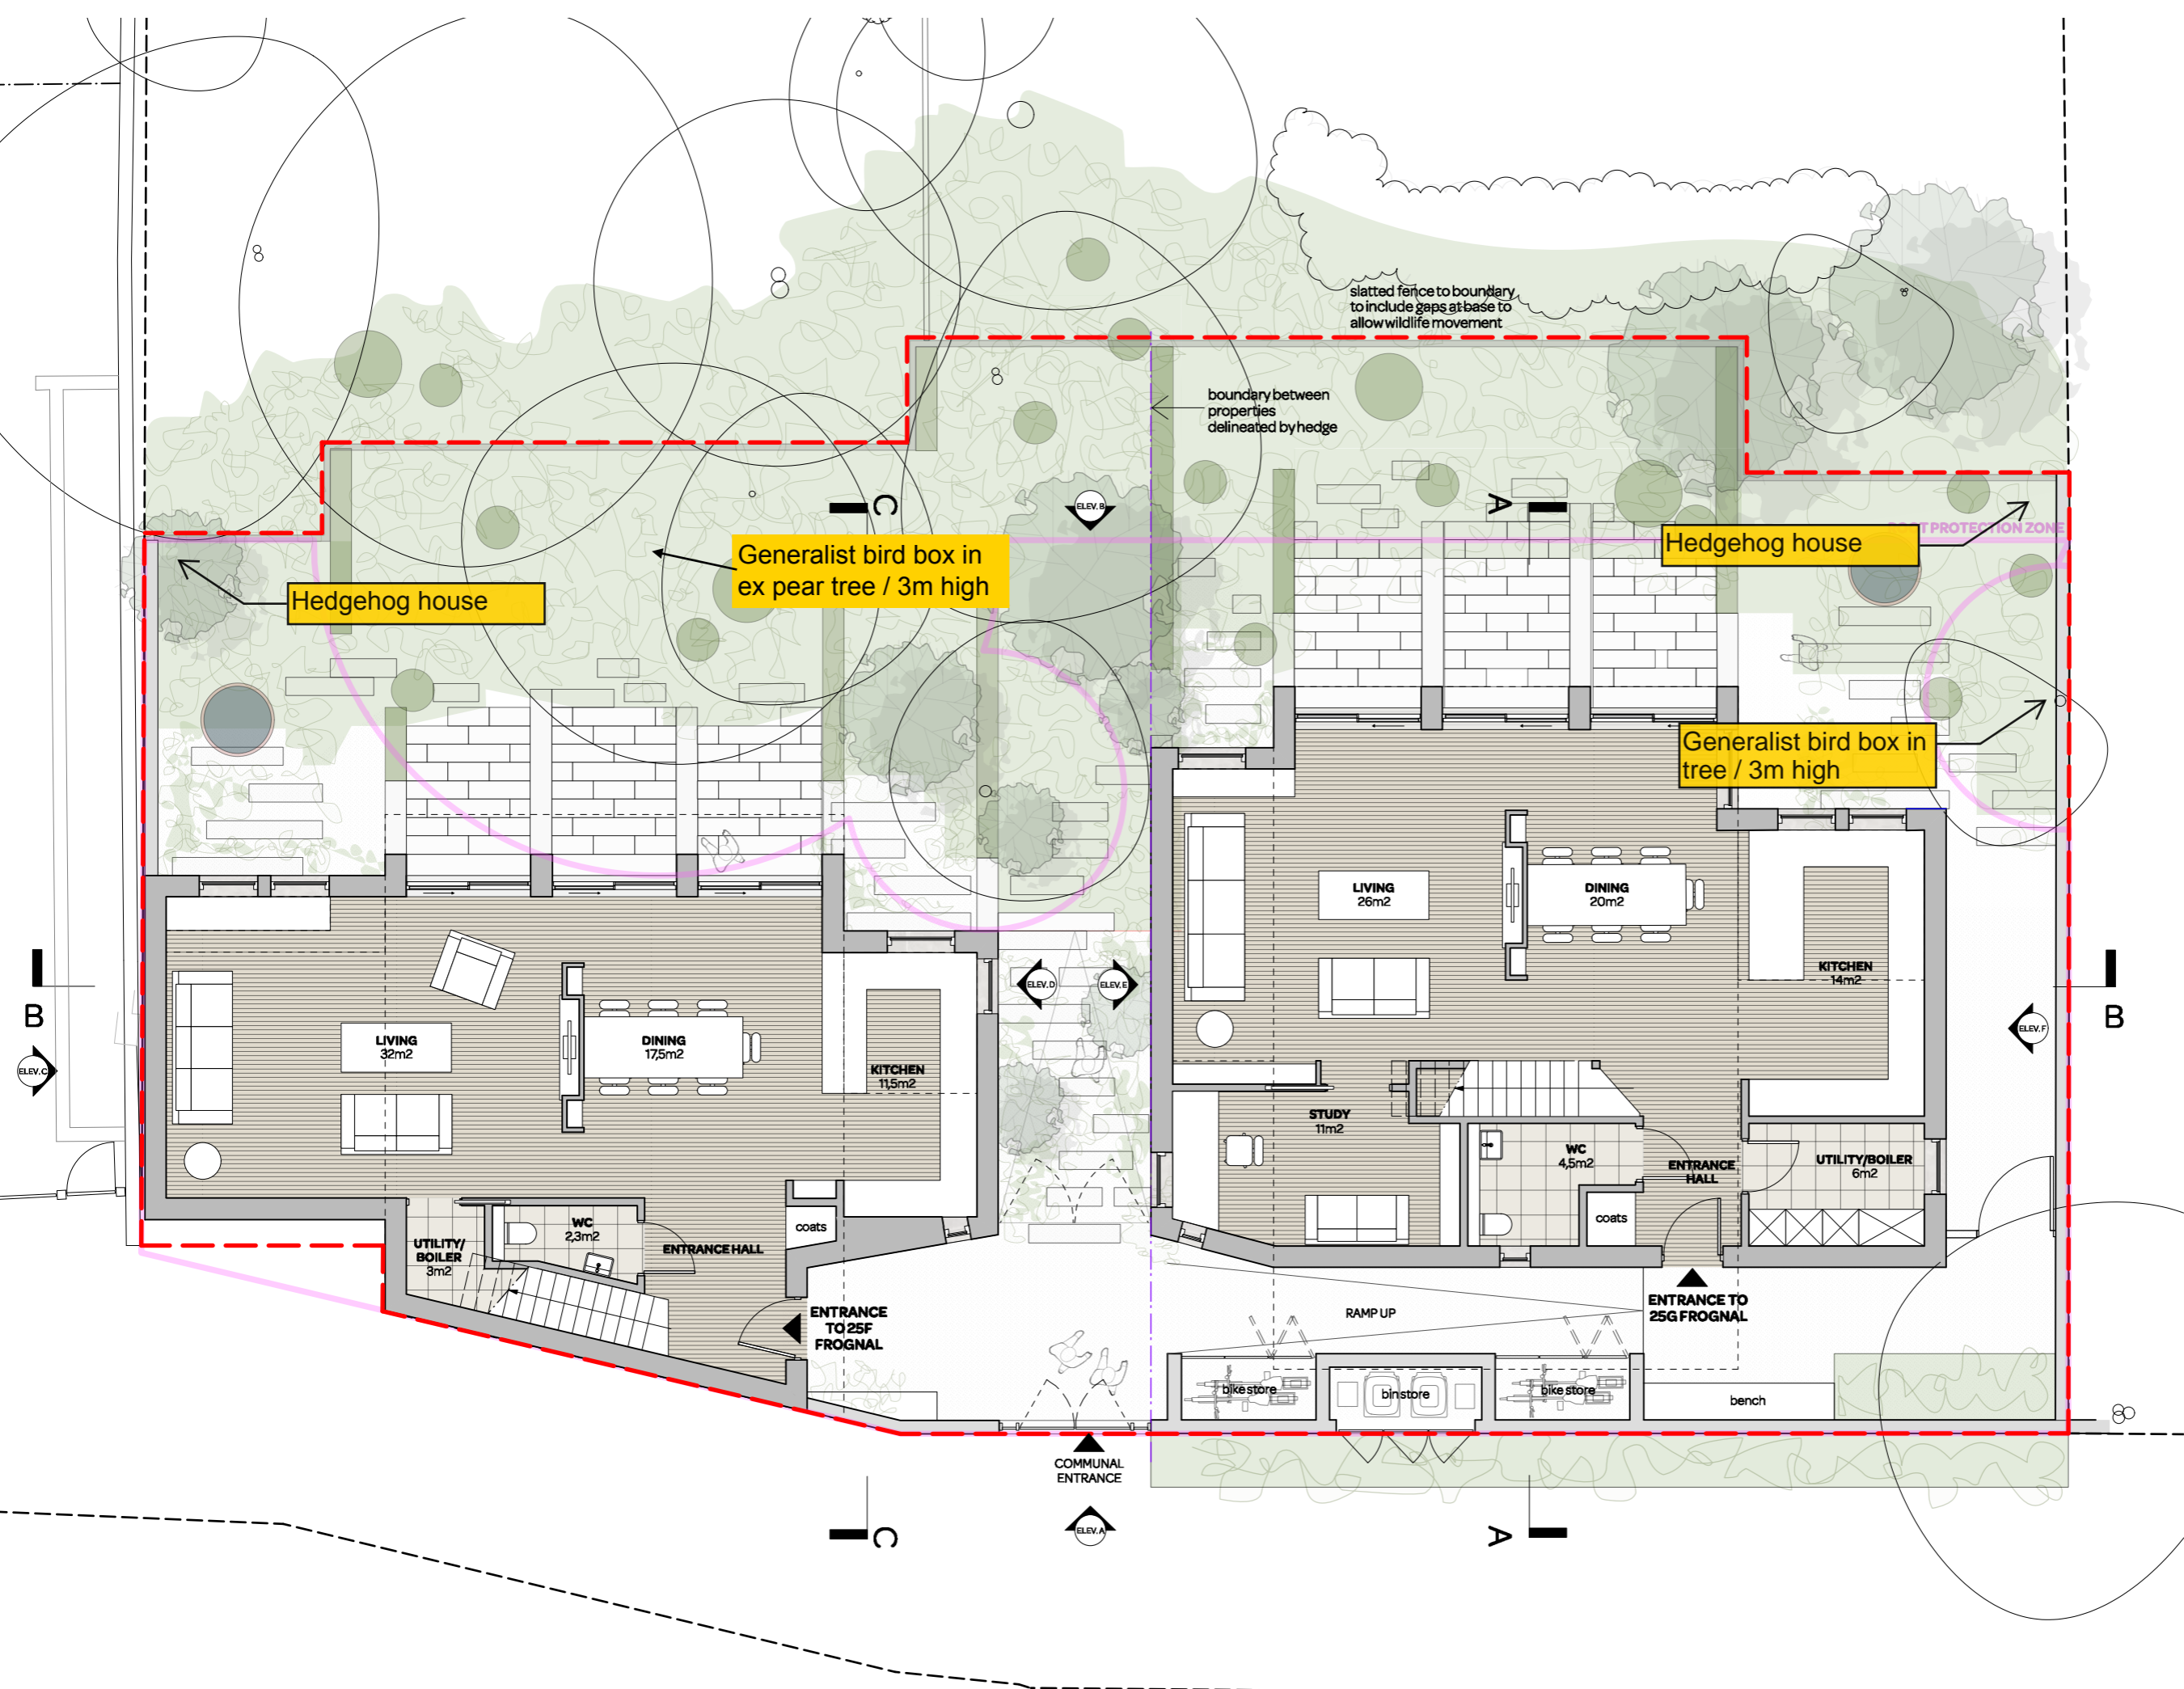 slatted fence to boundary
to include gaps at base to
allow wildlife movement
boundary between
properties
delineated by hedge
C
ELEV. B
A
PROTECTION ZONE
Hedgehog house
Generalist bird box in
ex pear tree / 3m high
Hedgehog house
Generalist bird box in
tree / 3m high
LIVING
26m2
DINING
20m2
KITCHEN
14m2
B
ELEV. D
ELEV. E
B
ELEV. F
LIVING
32m2
DINING
17,5m2
KITCHEN
11,5m2
ELEV. C
STUDY
11m2
WC
4,5m2
ENTRANCE
HALL
UTILITY/BOILER
6m2
coats
WC
2,3m2
coats
UTILITY/
BOILER
3m2
ENTRANCE HALL
ENTRANCE
TO 25F
FROGNAL
RAMP UP
ENTRANCE TO
25G FROGNAL
bike store
bin store
bike store
bench
COMMUNAL
ENTRANCE
C
ELEV. A
A